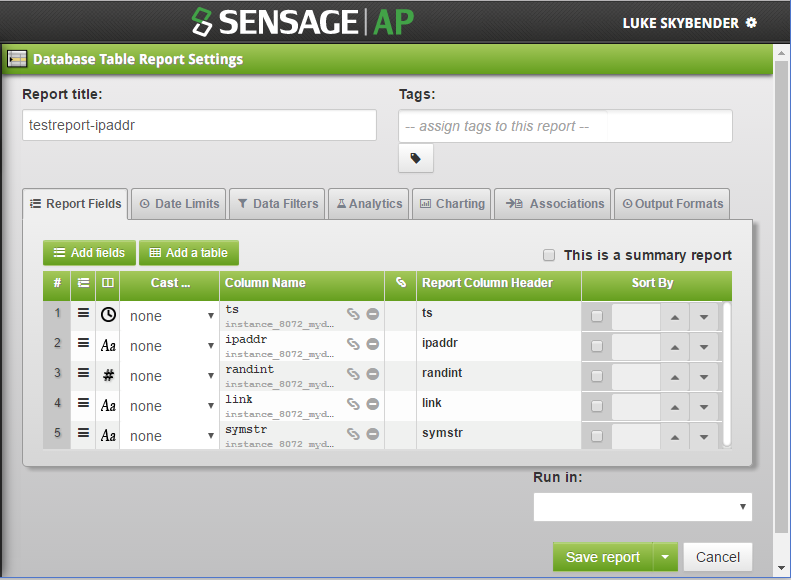 SENSAGE AP
LUKE SKYBENDER
Database Table Report Settings
Report title:
Tags:
testreport-ipaddr
-- assign tags to this report --
Report Fields Date Limits Data Filters Analytics Charting Associations Output Formats
Add fields Add a table
This is a summary report
# Cast ... Column Name Report Column Header Sort By
1 none ts ts
instance_8072_myd...
2 Aa none ipaddr ipaddr
instance_8072_myd...
3 # none randint randint
instance_8072_myd...
4 Aa none link link
instance_8072_myd...
5 Aa none symstr symstr
instance_8072_myd...
Run in:
Save report Cancel